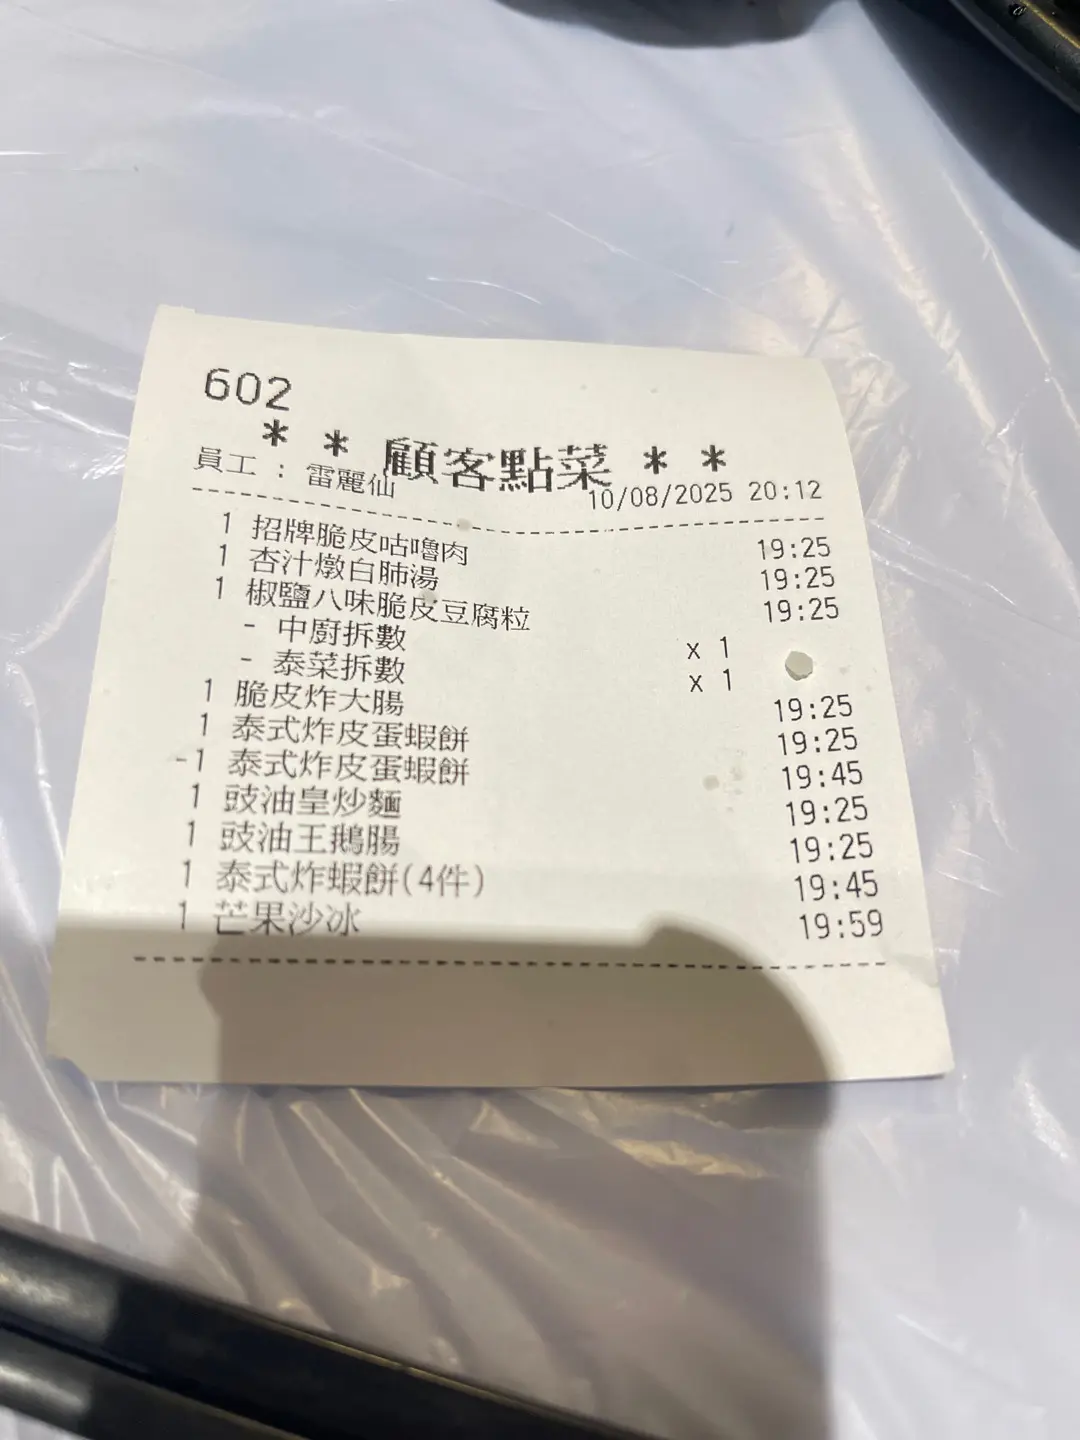 602
* * 顧客點菜 * *
員工 : 雷麗仙 10/08/2025 20:12
1 招牌脆皮咕嚕肉 19:25
1 杏汁燉白肺湯 19:25
1 椒鹽八味脆皮豆腐粒 19:25
- 中廚拆數 x 1
- 泰菜拆數 x 1
1 脆皮炸大腸 19:25
1 泰式炸皮蛋蝦餅 19:25
-1 泰式炸皮蛋蝦餅 19:45
1 豉油皇炒麵 19:25
1 豉油王鵝腸 19:25
1 泰式炸蝦餅(4件) 19:45
1 芒果沙冰 19:59